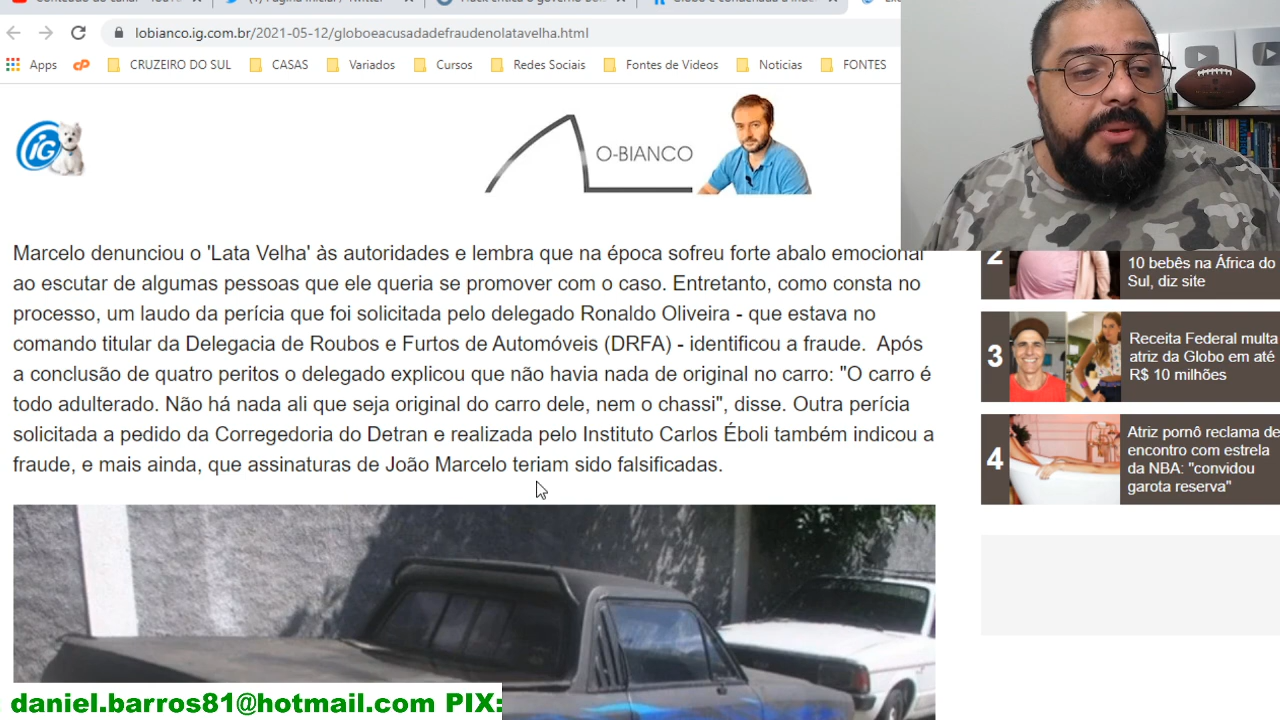 lobianco.ig.com.br/2021-05-12/globoeacusadadefraudenolatavelha.html
Apps CRUZEIRO DO SUL CASAS Variados Cursos Redes Sociais Fontes de Videos Noticias FONTES
iG
O-BIANCO
Marcelo denunciou o 'Lata Velha' às autoridades e lembra que na época sofreu forte abalo emocional
ao escutar de algumas pessoas que ele queria se promover com o caso. Entretanto, como consta no
processo, um laudo da perícia que foi solicitada pelo delegado Ronaldo Oliveira - que estava no
comando titular da Delegacia de Roubos e Furtos de Automóveis (DRFA) - identificou a fraude. Após
a conclusão de quatro peritos o delegado explicou que não havia nada de original no carro: "O carro é
todo adulterado. Não há nada ali que seja original do carro dele, nem o chassi", disse. Outra perícia
solicitada a pedido da Corregedoria do Detran e realizada pelo Instituto Carlos Éboli também indicou a
fraude, e mais ainda, que assinaturas de João Marcelo teriam sido falsificadas.
2
10 bebês na África do
Sul, diz site
3
Receita Federal multa
atriz da Globo em até
R$ 10 milhões
4
Atriz pornô reclama de
encontro com estrela
da NBA: "convidou
garota reserva"
daniel.barros81@hotmail.com PIX: